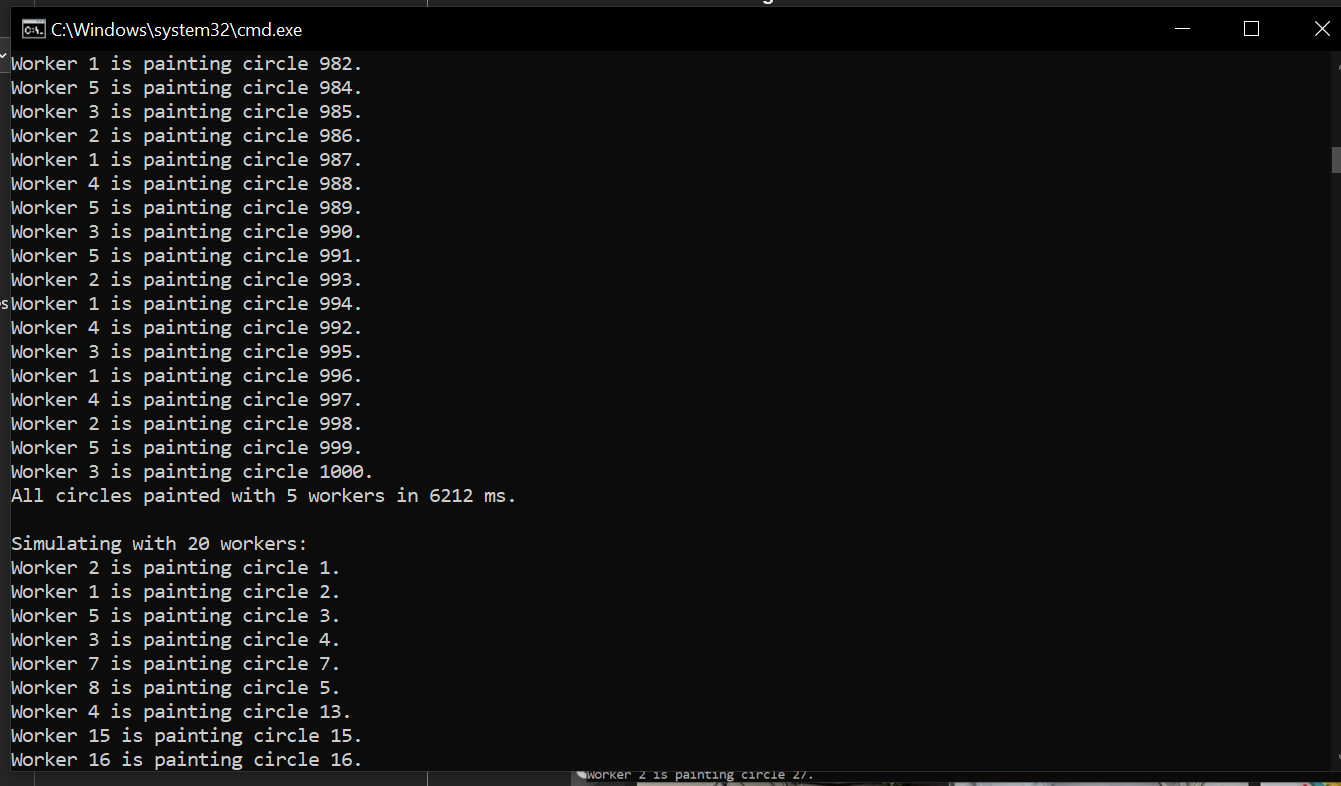 C:\Windows\system32\cmd.exe
Worker 1 is painting circle 982.
Worker 5 is painting circle 984.
Worker 3 is painting circle 985.
Worker 2 is painting circle 986.
Worker 1 is painting circle 987.
Worker 4 is painting circle 988.
Worker 5 is painting circle 989.
Worker 3 is painting circle 990.
Worker 5 is painting circle 991.
Worker 2 is painting circle 993.
Worker 1 is painting circle 994.
Worker 4 is painting circle 992.
Worker 3 is painting circle 995.
Worker 1 is painting circle 996.
Worker 4 is painting circle 997.
Worker 2 is painting circle 998.
Worker 5 is painting circle 999.
Worker 3 is painting circle 1000.
All circles painted with 5 workers in 6212 ms.
Simulating with 20 workers:
Worker 2 is painting circle 1.
Worker 1 is painting circle 2.
Worker 5 is painting circle 3.
Worker 3 is painting circle 4.
Worker 7 is painting circle 7.
Worker 8 is painting circle 5.
Worker 4 is painting circle 13.
Worker 15 is painting circle 15.
Worker 16 is painting circle 16.
Worker 2 is painting circle 27.